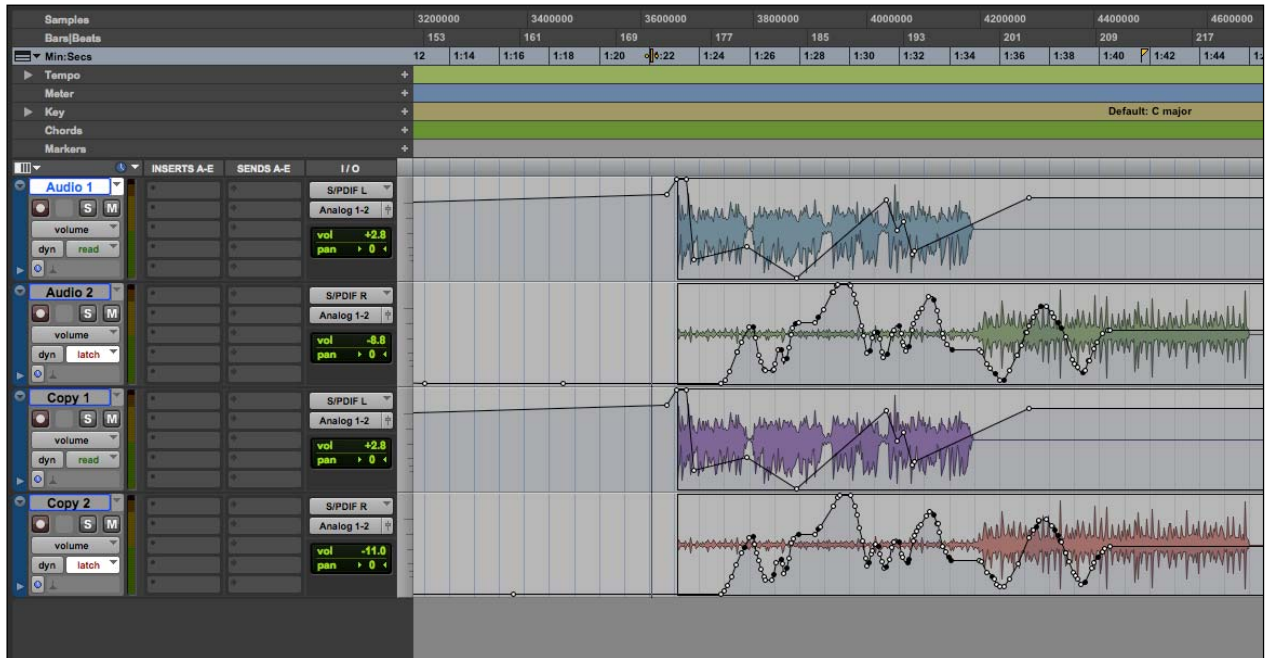 Samples 3200000 3400000 3600000 3800000 4000000 4200000 4400000 4600000
Bars|Beats 153 161 169 177 185 193 201 209 217
Min:Secs 12 1:14 1:16 1:18 1:20 1:24 1:26 1:28 1:30 1:32 1:34 1:36 1:38 1:40 1:42 1:44
Tempo +
Meter +
Key + Default: C major
Chords +
Markers +
INSERTS A-E SENDS A-E I / O
Audio 1 S/PDIF L
S M Analog 1-2
volume vol +2.8
dyn read pan 0
Audio 2 S/PDIF R
S M Analog 1-2
volume vol -8.8
dyn latch pan 0
Copy 1 S/PDIF L
S M Analog 1-2
volume vol +2.8
dyn read pan 0
Copy 2 S/PDIF R
S M Analog 1-2
volume vol -11.0
dyn latch pan 0